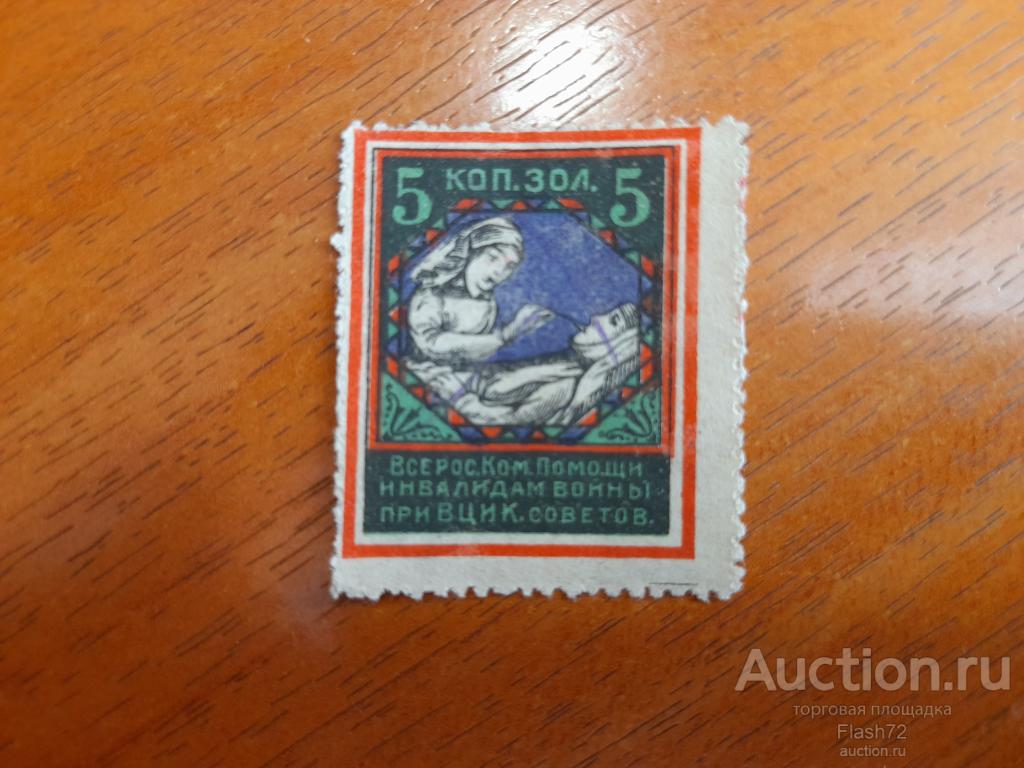 5 КОП. ЗОЛ. 5
ВСЕРОС. КОМ. ПОМОЩИ
ИНВАЛИДАМ ВОЙНЫ
ПРИ ВЦИК. СОВЕТОВ.
Auction.ru
торговая площадка
Flash72
auction.ru